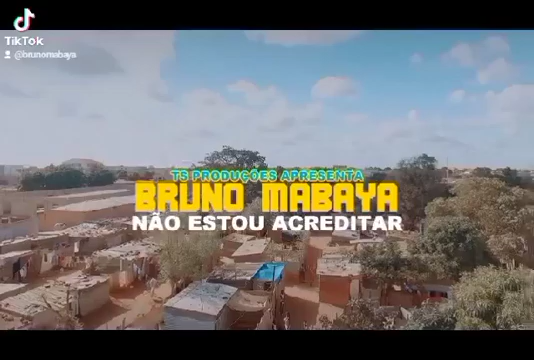 TikTok
@brunomabaya
TS PRODUÇÕES APRESENTA
BRUNO MABAYA
NÃO ESTOU ACREDITAR